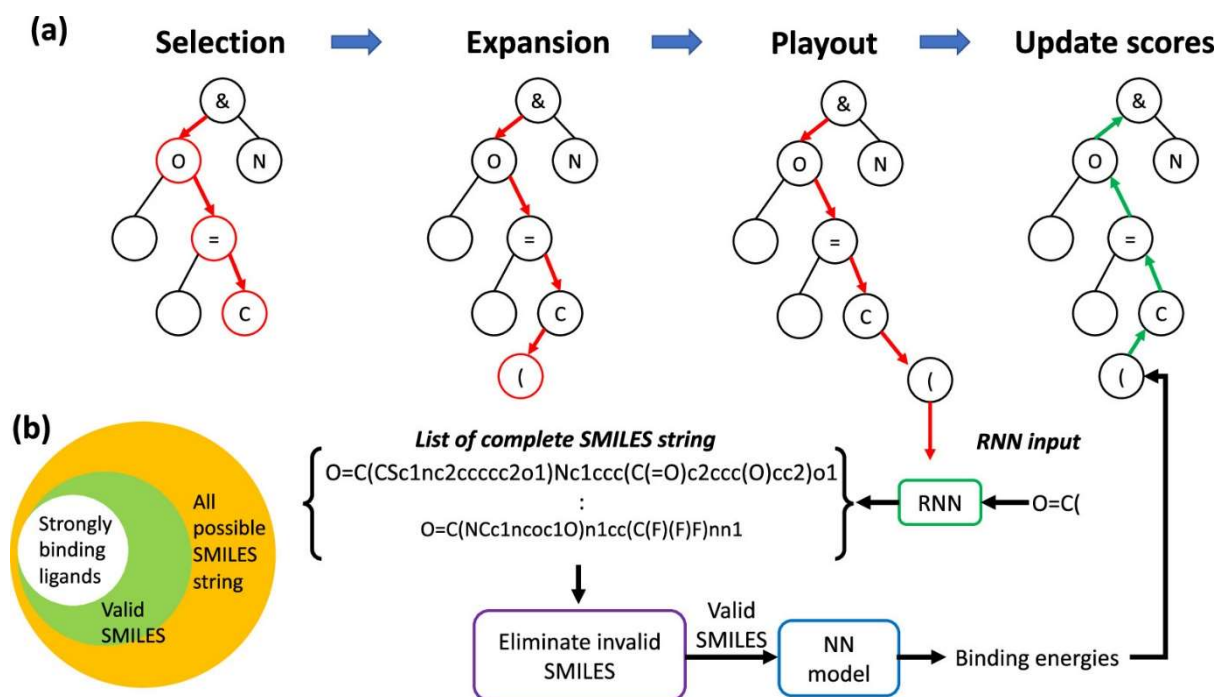 (a)
Selection
Expansion
Playout
Update scores
&
O
N
=
C
&
O
N
=
C
(
&
O
N
=
C
(
&
O
N
=
C
(
(b)
Strongly
binding
ligands
Valid
SMILES
All
possible
SMILES
string
List of complete SMILES string
O=C(CSc1nc2ccccc2o1)Nc1ccc(C(=O)c2ccc(O)cc2)o1
:
O=C(NCc1ncoc1O)n1cc(C(F)(F)F)nn1
RNN input
RNN
O=C(
Eliminate invalid
SMILES
Valid
SMILES
NN
model
Binding energies